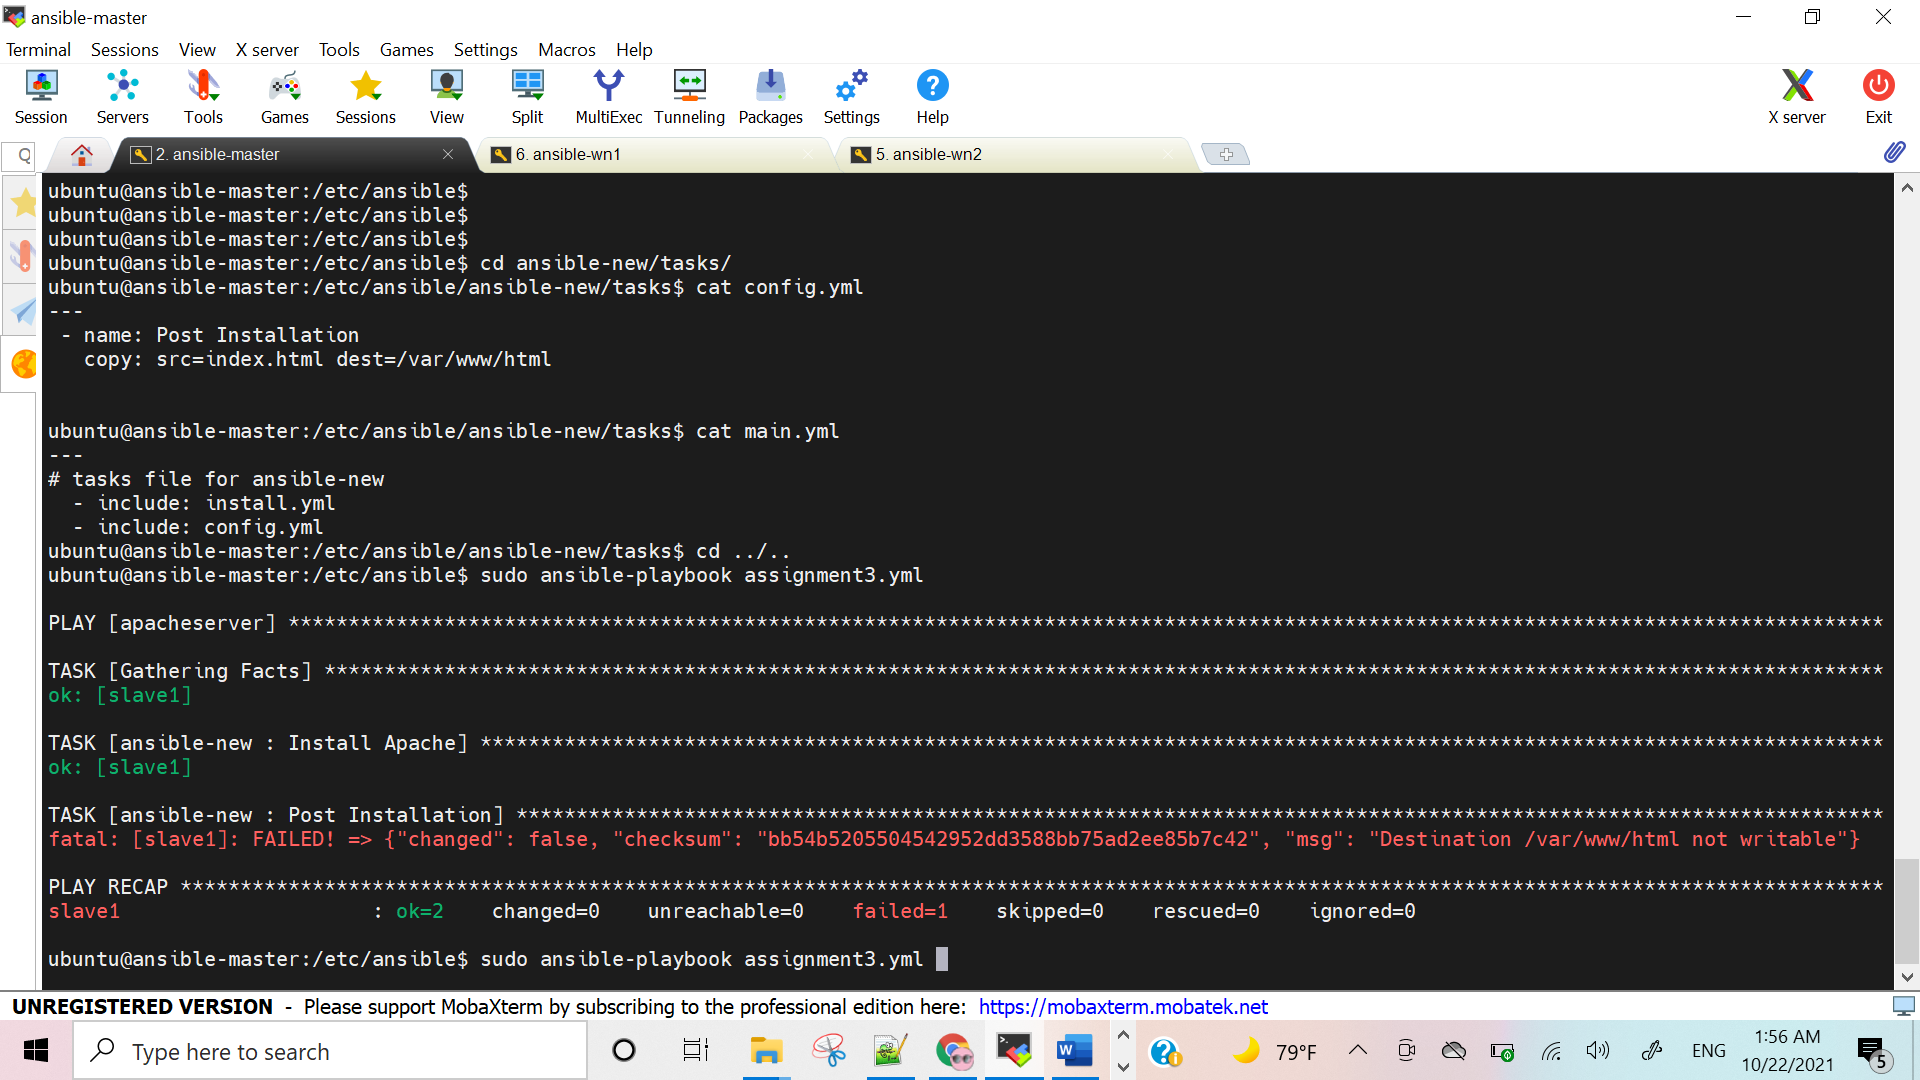 ansible-master
Terminal Sessions View X server Tools Games Settings Macros Help
Session Servers Tools Games Sessions View Split MultiExec Tunneling Packages Settings Help X server Exit
2. ansible-master 6. ansible-wn1 5. ansible-wn2
ubuntu@ansible-master:/etc/ansible$
ubuntu@ansible-master:/etc/ansible$
ubuntu@ansible-master:/etc/ansible$
ubuntu@ansible-master:/etc/ansible$ cd ansible-new/tasks/
ubuntu@ansible-master:/etc/ansible/ansible-new/tasks$ cat config.yml
---
 - name: Post Installation
   copy: src=index.html dest=/var/www/html
ubuntu@ansible-master:/etc/ansible/ansible-new/tasks$ cat main.yml
---
# tasks file for ansible-new
  - include: install.yml
  - include: config.yml
ubuntu@ansible-master:/etc/ansible/ansible-new/tasks$ cd ../..
ubuntu@ansible-master:/etc/ansible$ sudo ansible-playbook assignment3.yml
PLAY [apacheserver] *************************************************************************************************************************************
TASK [Gathering Facts] **********************************************************************************************************************************
ok: [slave1]
TASK [ansible-new : Install Apache] *********************************************************************************************************************
ok: [slave1]
TASK [ansible-new : Post Installation] ******************************************************************************************************************
fatal: [slave1]: FAILED! => {"changed": false, "checksum": "bb54b5205504542952dd3588bb75ad2ee85b7c42", "msg": "Destination /var/www/html not writable"}
PLAY RECAP **********************************************************************************************************************************************
slave1                     : ok=2    changed=0    unreachable=0    failed=1    skipped=0    rescued=0    ignored=0
ubuntu@ansible-master:/etc/ansible$ sudo ansible-playbook assignment3.yml
UNREGISTERED VERSION - Please support MobaXterm by subscribing to the professional edition here: https://mobaxterm.mobatek.net
Type here to search 79°F ENG 1:56 AM
10/22/2021 5